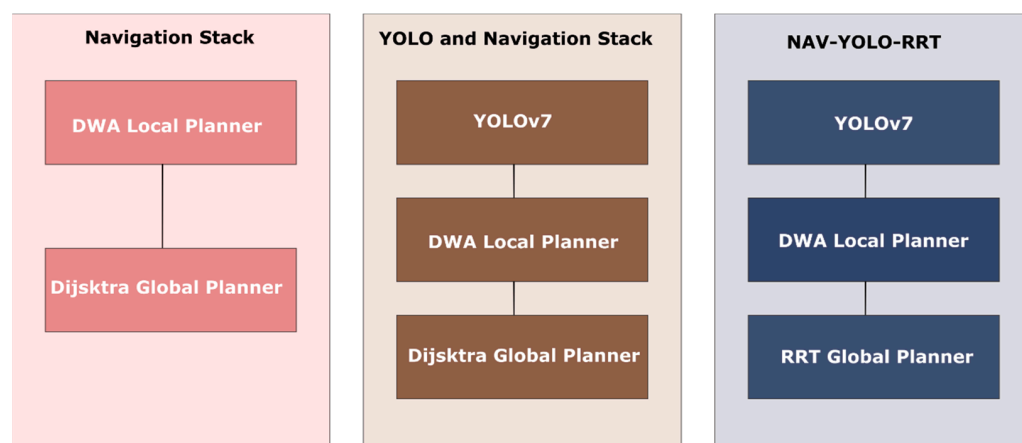 Navigation Stack
DWA Local Planner
Dijsktra Global Planner
YOLO and Navigation Stack
YOLOv7
DWA Local Planner
Dijsktra Global Planner
NAV-YOLO-RRT
YOLOv7
DWA Local Planner
RRT Global Planner